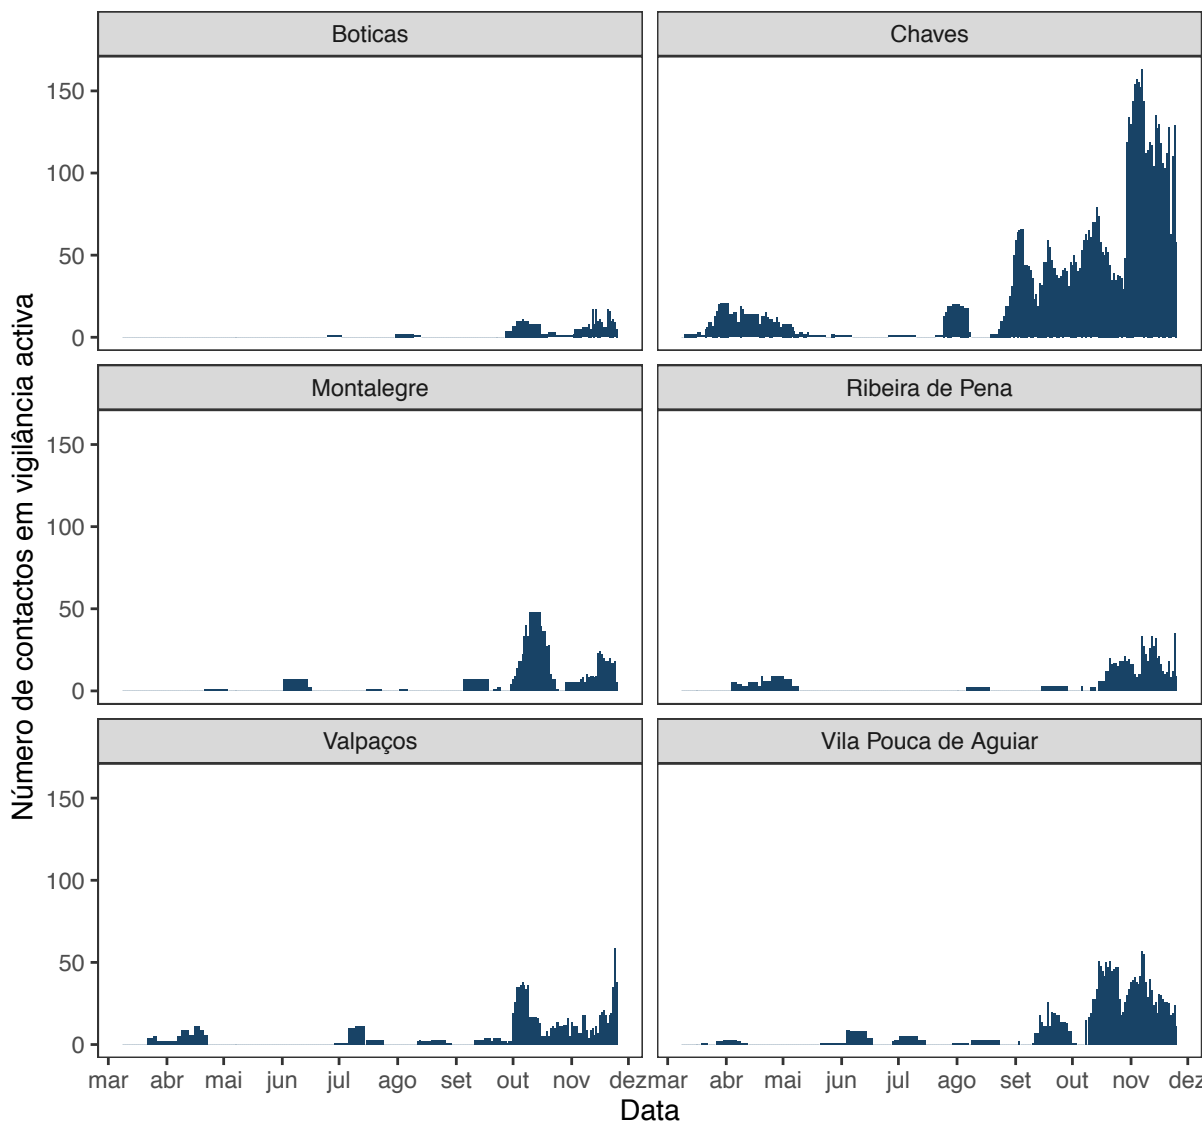 Boticas
Chaves
150
100
50
0
Montalegre
Ribeira de Pena
150
100
50
0
Número de contactos em vigilância activa
Valpaços
Vila Pouca de Aguiar
150
100
50
0
mar abr mai jun jul ago set out nov dez
mar abr mai jun jul ago set out nov dez
Data